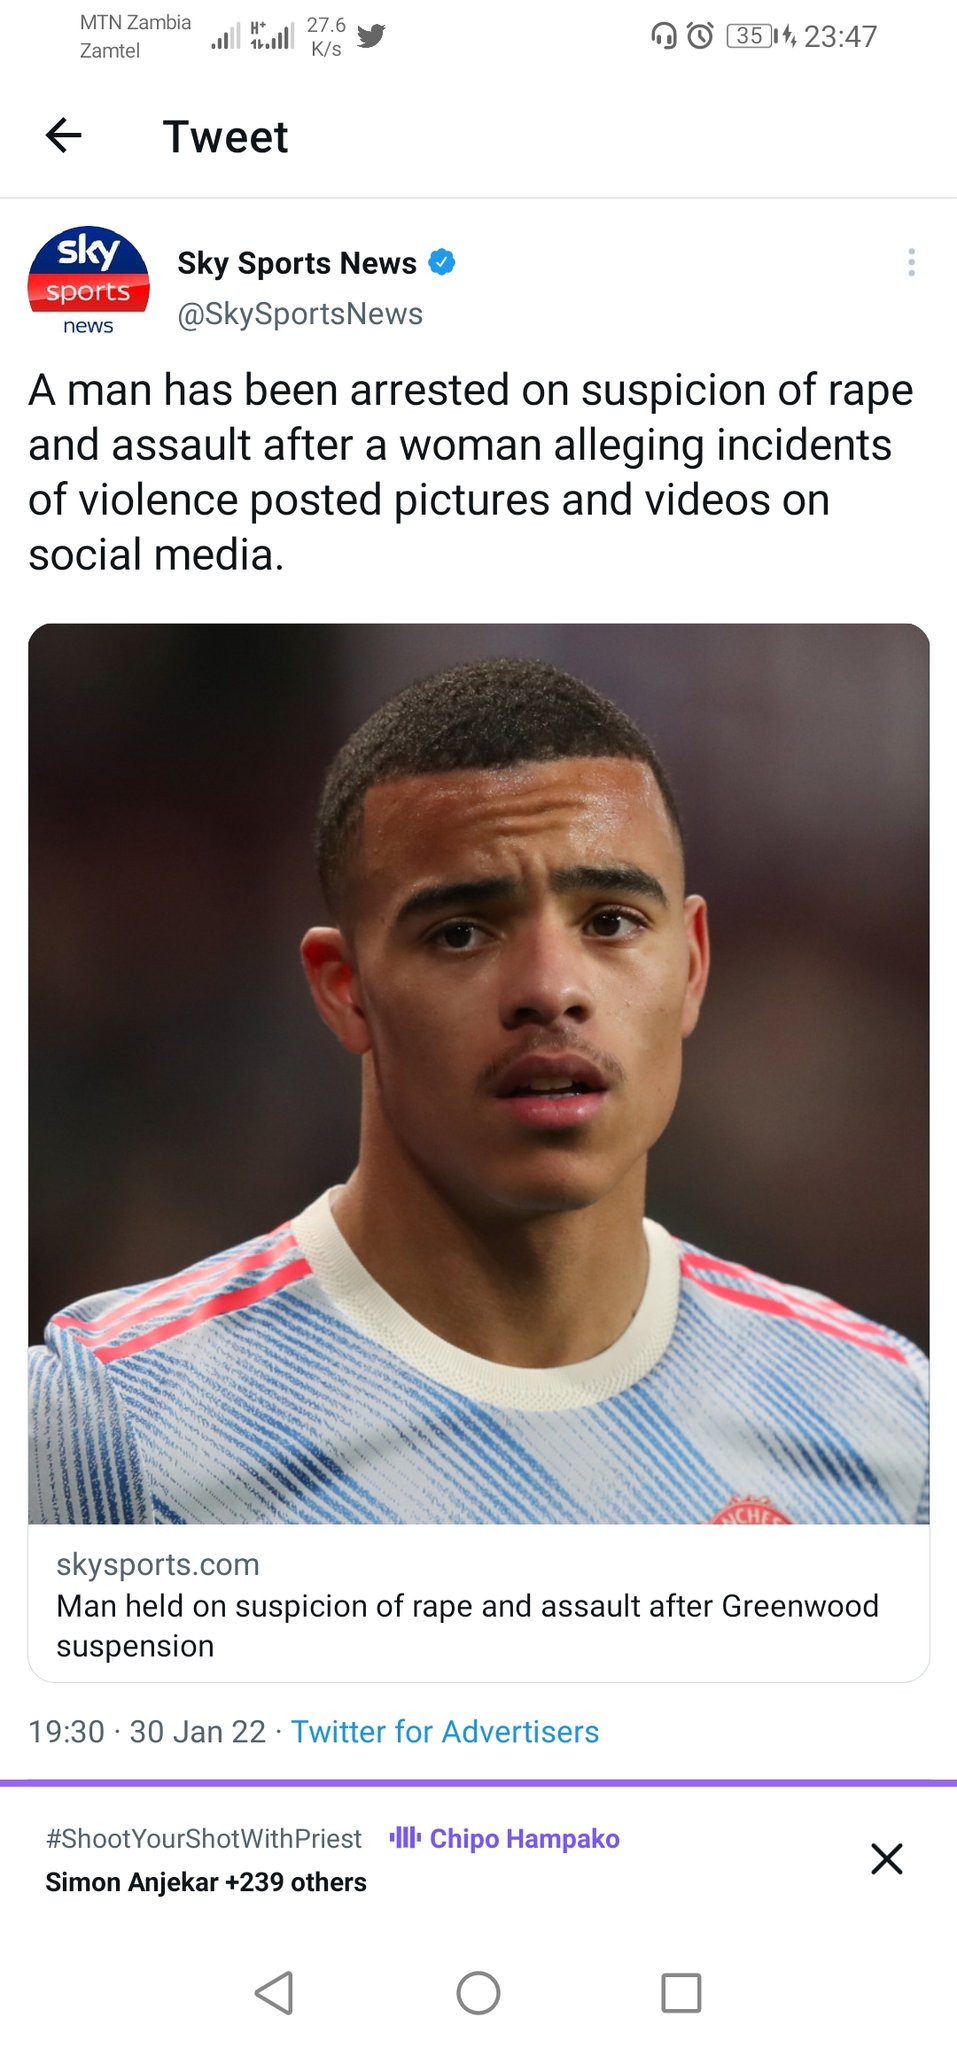 MTN Zambia
Zamtel
H+
27.6
K/s
35
23:47
Tweet
sky
sports
news
Sky Sports News
@SkySportsNews
A man has been arrested on suspicion of rape
and assault after a woman alleging incidents
of violence posted pictures and videos on
social media.
NCHES
skysports.com
Man held on suspicion of rape and assault after Greenwood
suspension
19:30 · 30 Jan 22 · Twitter for Advertisers
#ShootYourShotWithPriest Chipo Hampako
Simon Anjekar +239 others